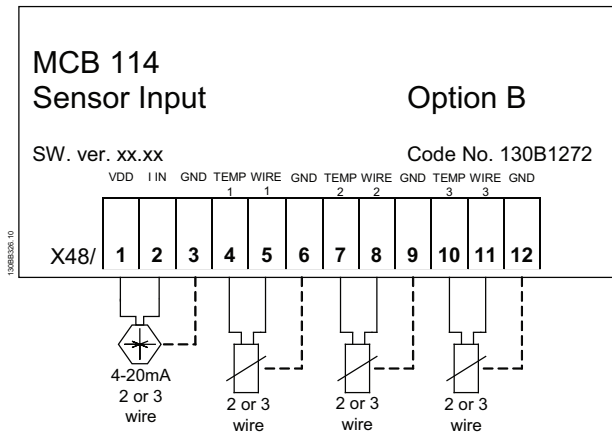 MCB 114
Sensor Input
Option B
SW. ver. xx.xx
Code No. 130B1272
VDD I IN GND TEMP 1 WIRE 1 GND TEMP 2 WIRE 2 GND TEMP 3 WIRE 3 GND
X48/ 1 2 3 4 5 6 7 8 9 10 11 12
130BB326.10
4-20mA
2 or 3
wire
2 or 3
wire
2 or 3
wire
2 or 3
wire